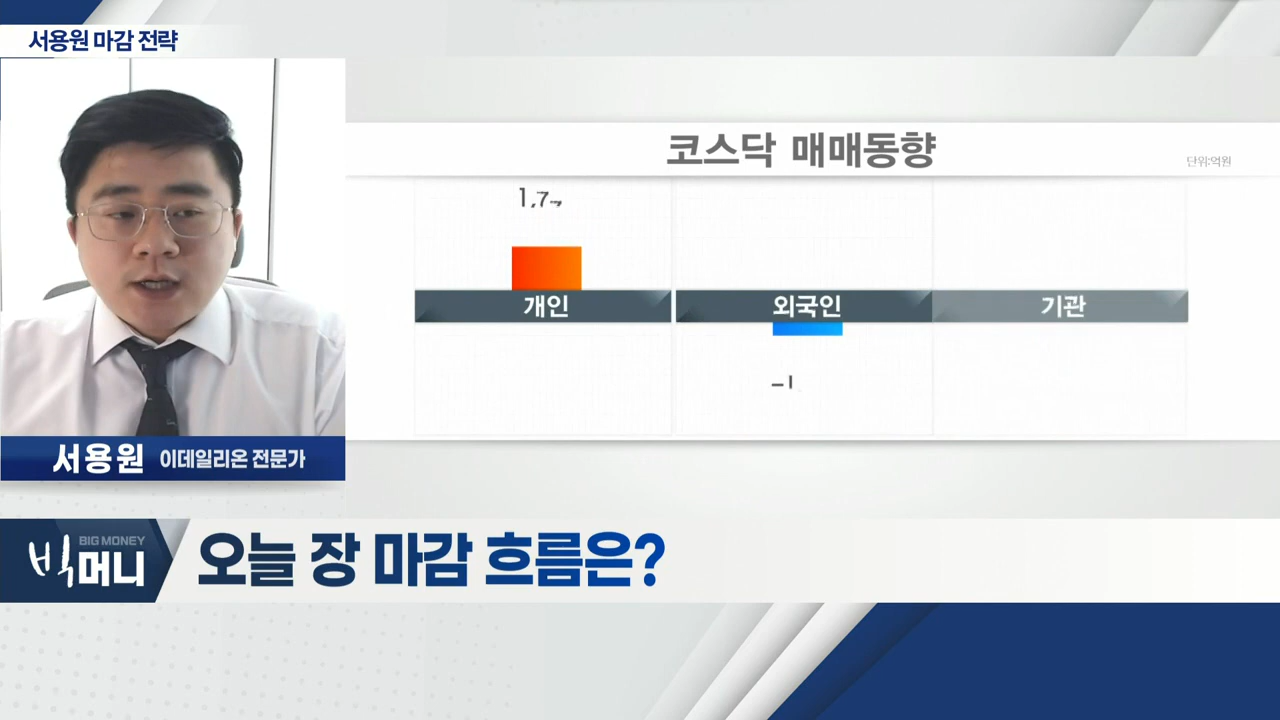 서용원 마감 전략
코스닥 매매동향
단위:억원
개인
외국인
기관
서용원 이데일리온 전문가
BIG MONEY
빅머니
오늘 장 마감 흐름은?